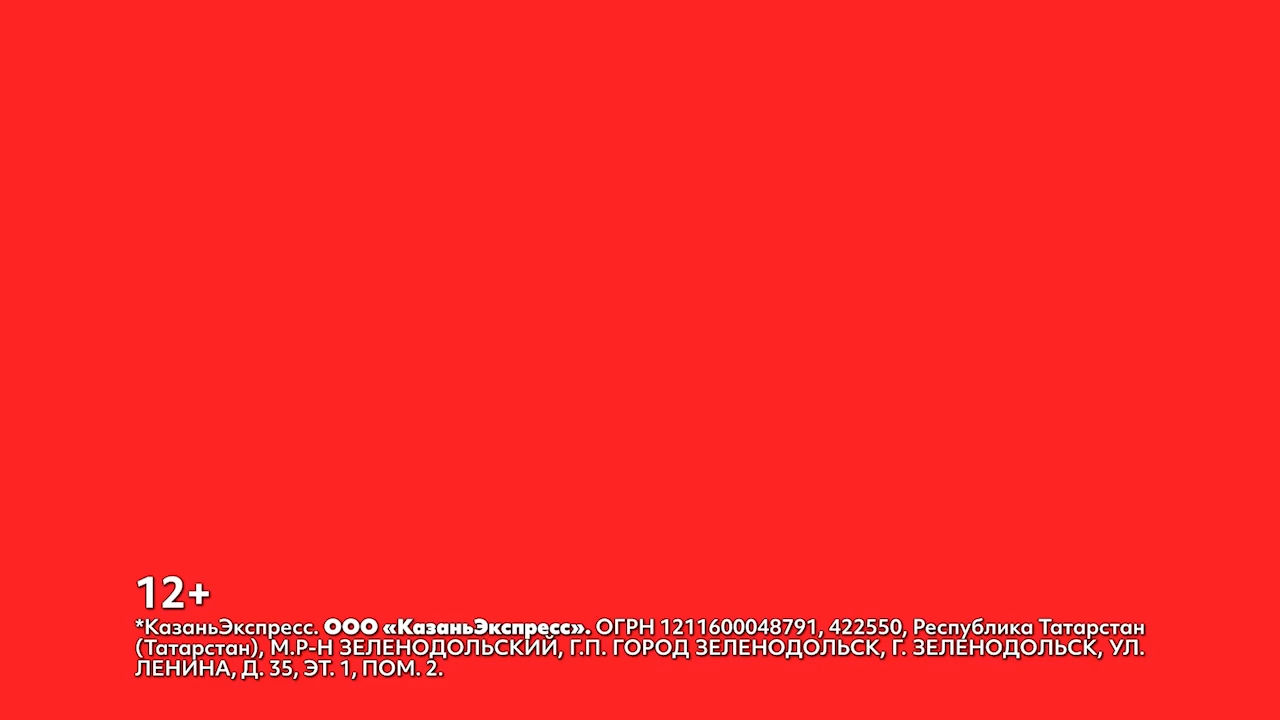 12+
*КазаньЭкспресс. ООО «КазаньЭкспресс». ОГРН 1211600048791, 422550, Республика Татарстан
(Татарстан), М.Р-Н ЗЕЛЕНОДОЛЬСКИЙ, Г.П. ГОРОД ЗЕЛЕНОДОЛЬСК, Г. ЗЕЛЕНОДОЛЬСК, УЛ.
ЛЕНИНА, Д. 35, ЭТ. 1, ПОМ. 2.